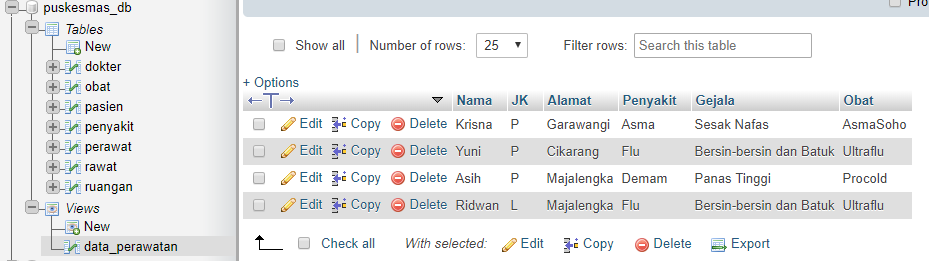 puskesmas_db
Tables
New
dokter
obat
pasien
penyakit
perawat
rawat
ruangan
Views
New
data_perawatan
Pro
Show all Number of rows: 25 Filter rows: Search this table
+ Options
Nama JK Alamat Penyakit Gejala Obat
Edit Copy Delete Krisna P Garawangi Asma Sesak Nafas AsmaSoho
Edit Copy Delete Yuni P Cikarang Flu Bersin-bersin dan Batuk Ultraflu
Edit Copy Delete Asih P Majalengka Demam Panas Tinggi Procold
Edit Copy Delete Ridwan L Majalengka Flu Bersin-bersin dan Batuk Ultraflu
Check all With selected: Edit Copy Delete Export